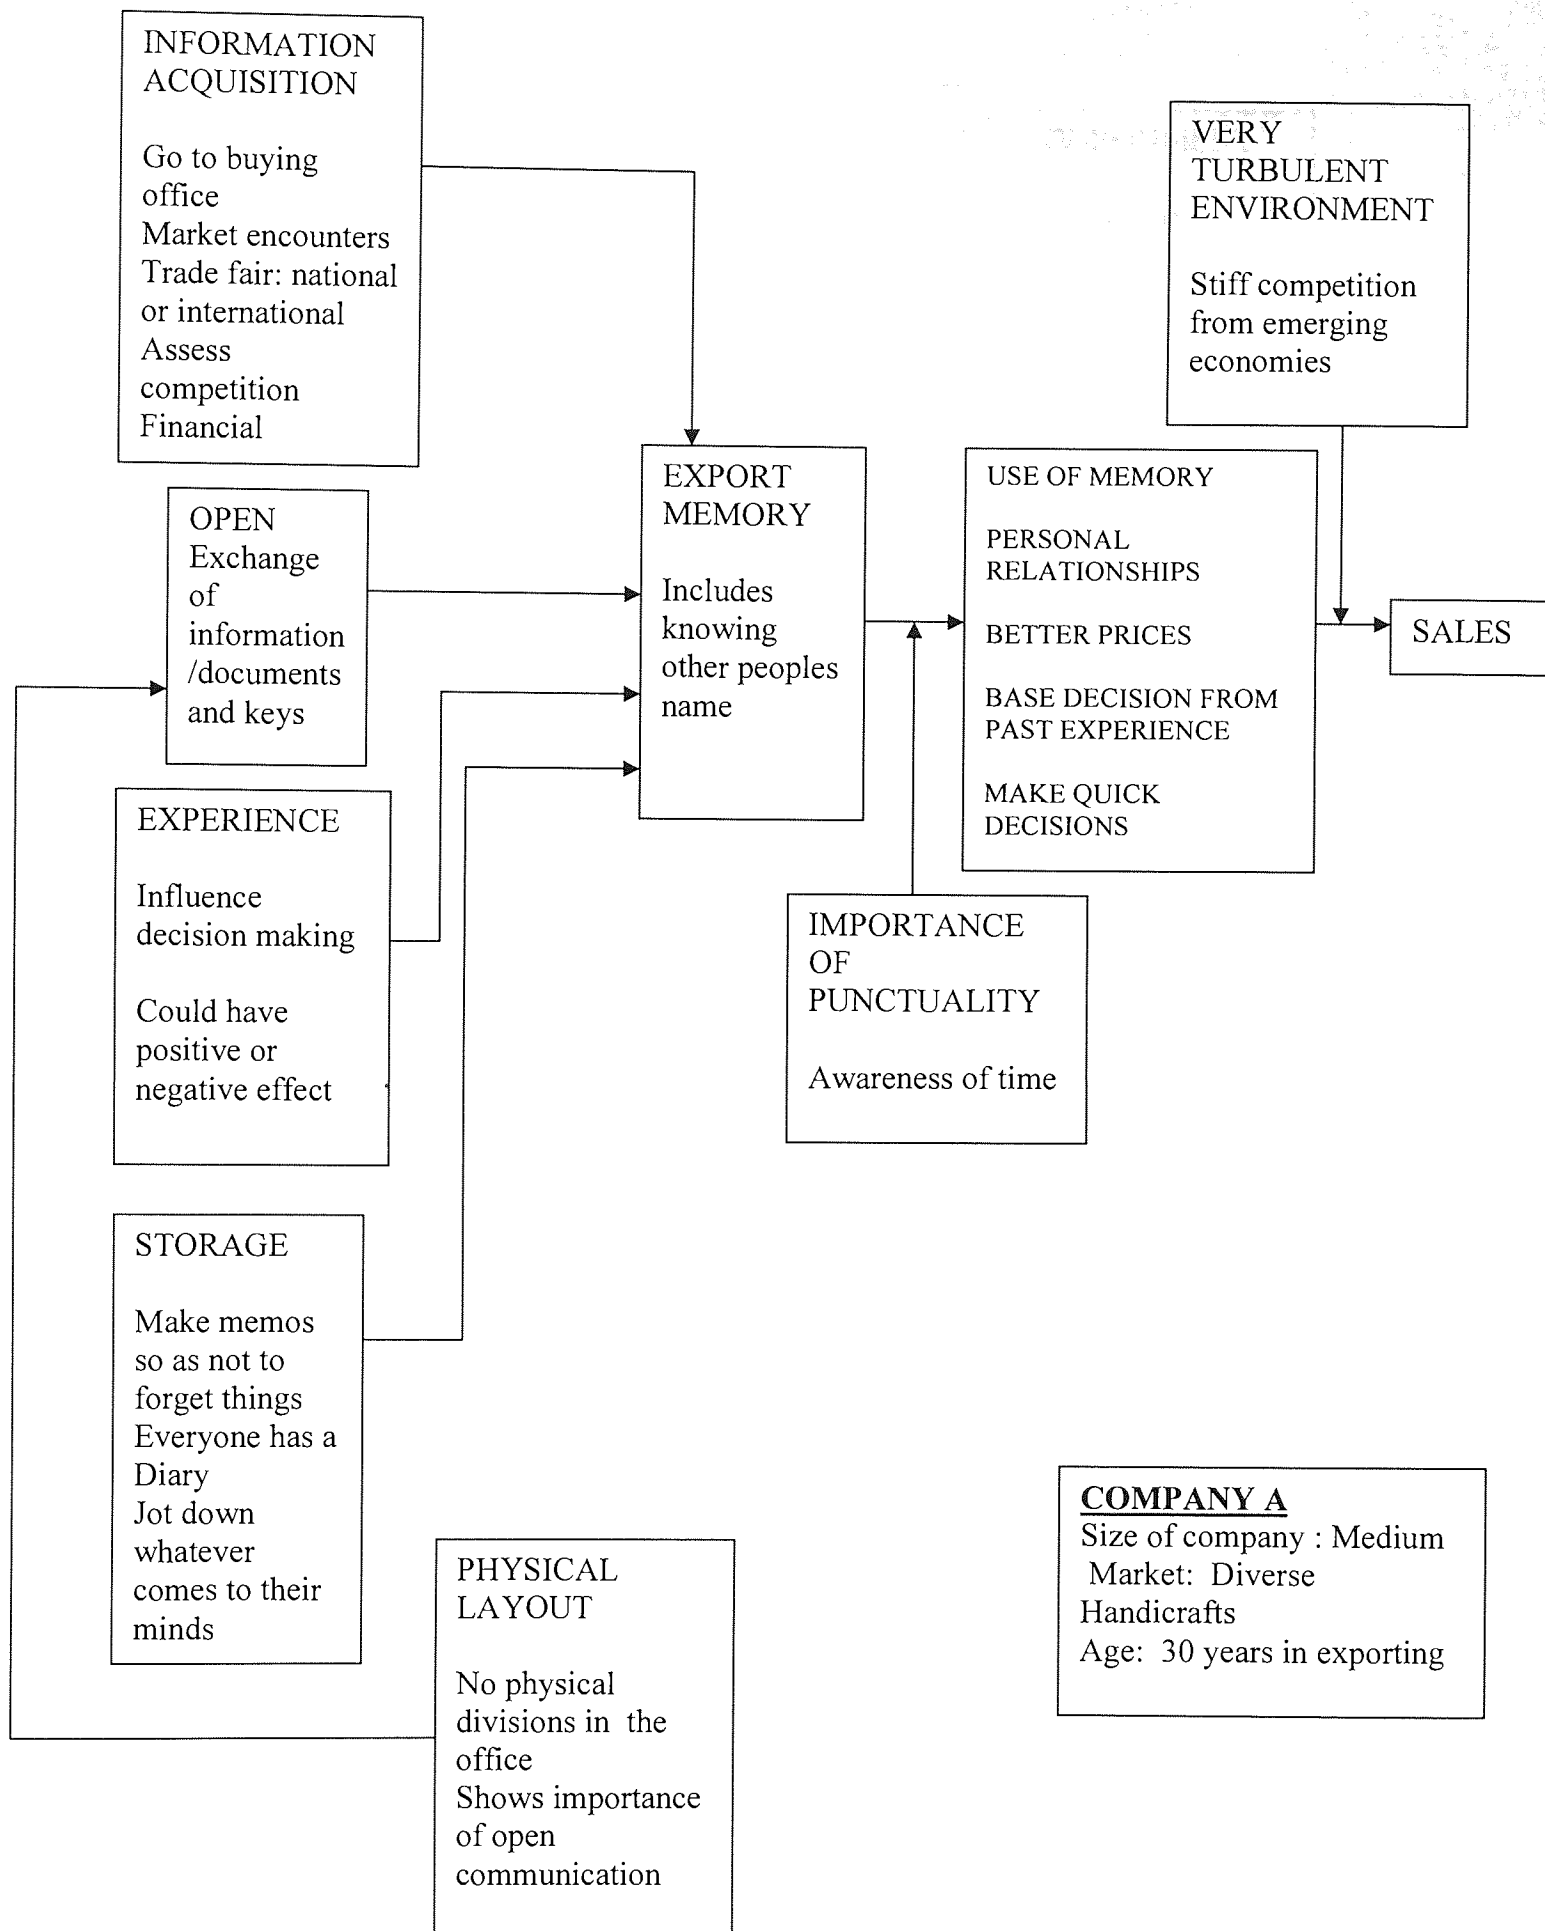 INFORMATION
ACQUISITION
Go to buying
office
Market encounters
Trade fair: national
or international
Assess
competition
Financial
VERY
TURBULENT
ENVIRONMENT
Stiff competition
from emerging
economies
OPEN
Exchange
of
information
/documents
and keys
EXPORT
MEMORY
Includes
knowing
other peoples
name
USE OF MEMORY
PERSONAL
RELATIONSHIPS
BETTER PRICES
BASE DECISION FROM
PAST EXPERIENCE
MAKE QUICK
DECISIONS
SALES
EXPERIENCE
Influence
decision making
Could have
positive or
negative effect
IMPORTANCE
OF
PUNCTUALITY
Awareness of time
STORAGE
Make memos
so as not to
forget things
Everyone has a
Diary
Jot down
whatever
comes to their
minds
PHYSICAL
LAYOUT
No physical
divisions in the
office
Shows importance
of open
communication
COMPANY A
Size of company : Medium
Market: Diverse
Handicrafts
Age: 30 years in exporting